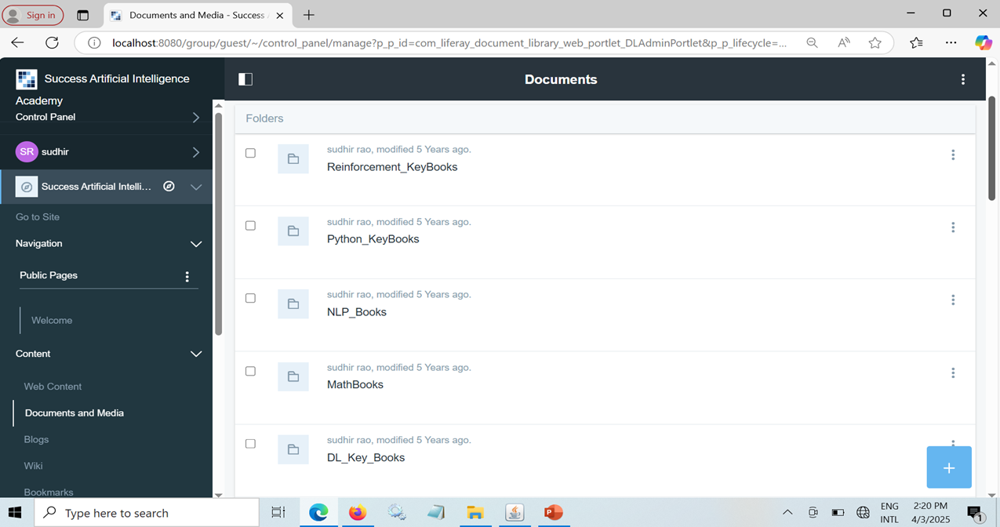 Sign in
Documents and Media - Success
localhost:8080/group/guest/~/control_panel/manage?p_p_id=com_liferay_document_library_web_portlet_DLAdminPortlet&p_p_lifecycle=...
Success Artificial Intelligence
Academy
Control Panel
SR sudhir
Success Artificial Intelli...
Go to Site
Navigation
Public Pages
Welcome
Content
Web Content
Documents and Media
Blogs
Wiki
Bookmarks
Documents
Folders
sudhir rao, modified 5 Years ago.
Reinforcement_KeyBooks
sudhir rao, modified 5 Years ago.
Python_KeyBooks
sudhir rao, modified 5 Years ago.
NLP_Books
sudhir rao, modified 5 Years ago.
MathBooks
sudhir rao, modified 5 Years ago.
DL_Key_Books
Type here to search
ENG
INTL
2:20 PM
4/3/2025
1